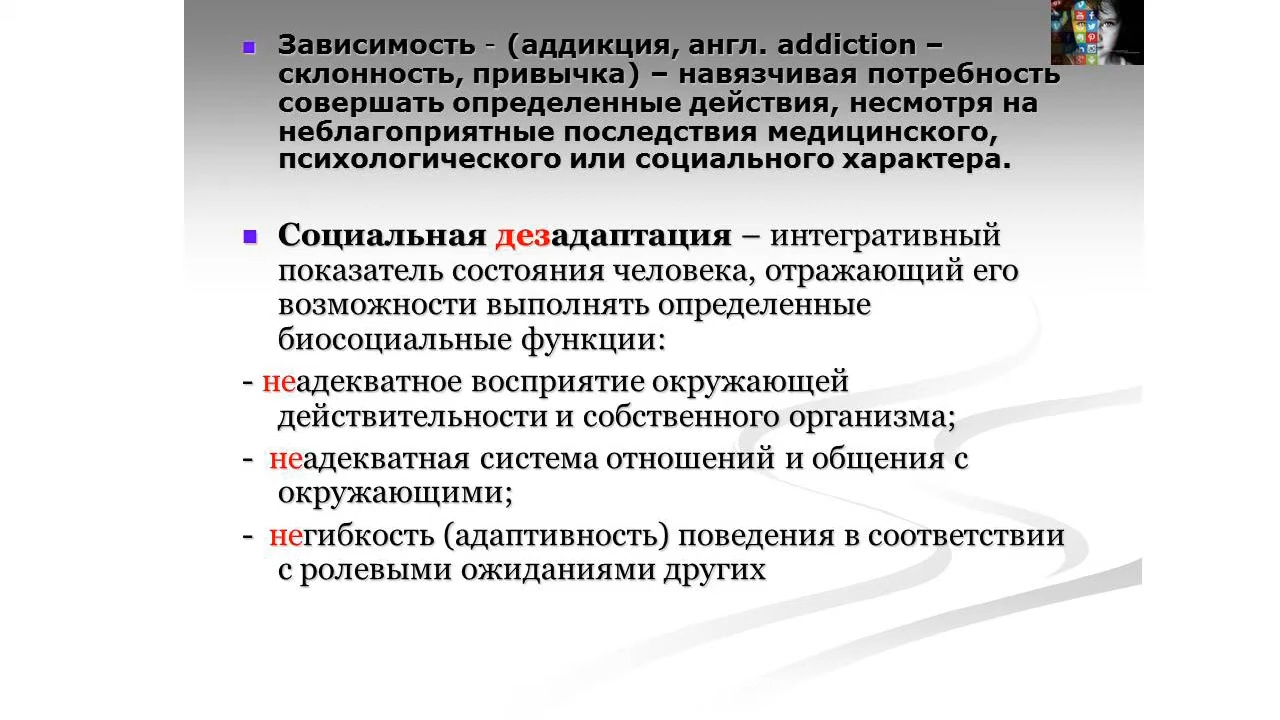 Зависимость - (аддикция, англ. addiction –
склонность, привычка) – навязчивая потребность
совершать определенные действия, несмотря на
неблагоприятные последствия медицинского,
психологического или социального характера.
Социальная дезадаптация – интегративный
показатель состояния человека, отражающий его
возможности выполнять определенные
биосоциальные функции:
- неадекватное восприятие окружающей
действительности и собственного организма;
- неадекватная система отношений и общения с
окружающими;
- негибкость (адаптивность) поведения в соответствии
с ролевыми ожиданиями других